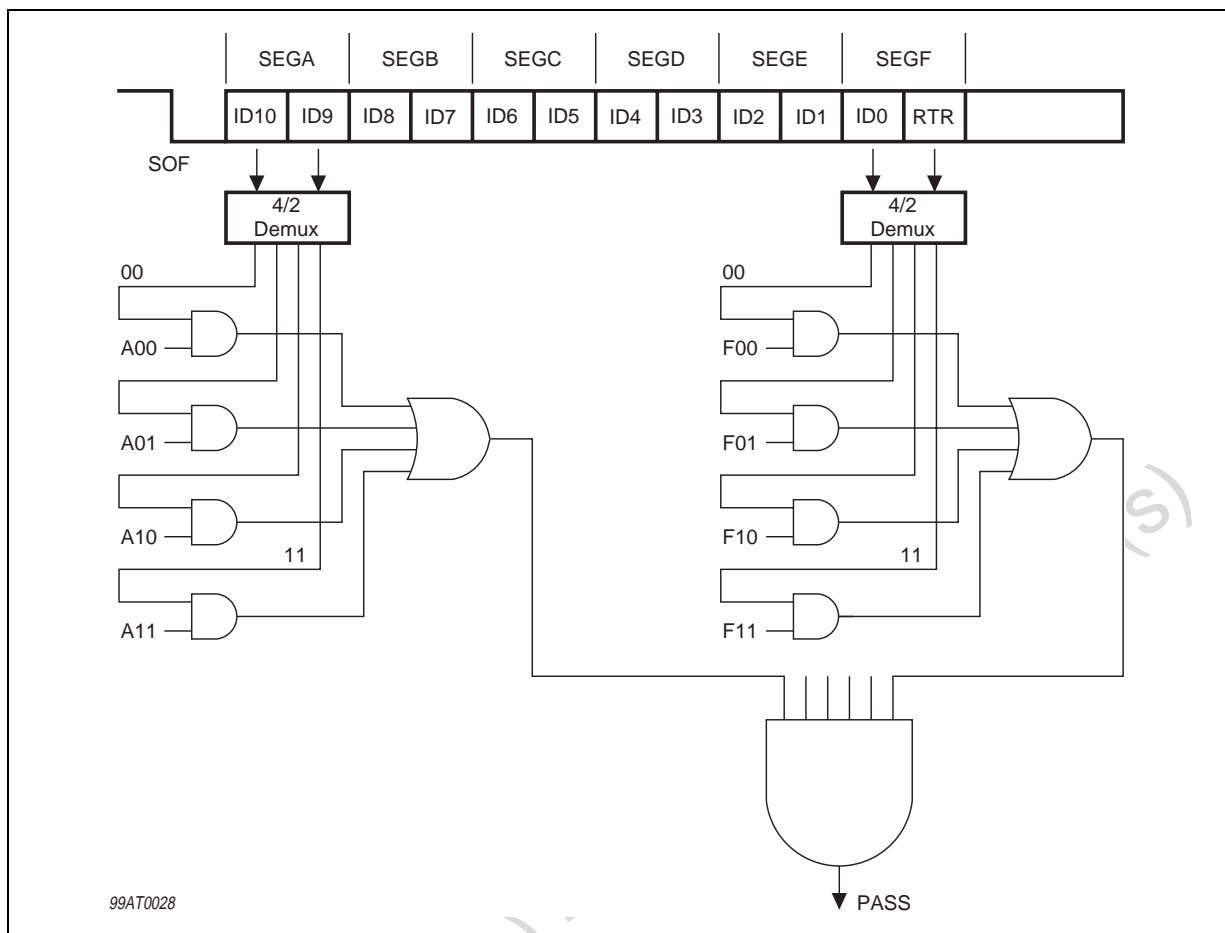 SEGA SEGB SEGC SEGD SEGE SEGF
ID10 ID9 ID8 ID7 ID6 ID5 ID4 ID3 ID2 ID1 ID0 RTR
SOF
4/2
Demux
4/2
Demux
00
00
A00
F00
A01
F01
A10
F10
11
11
A11
F11
PASS
99AT0028
(s)
)